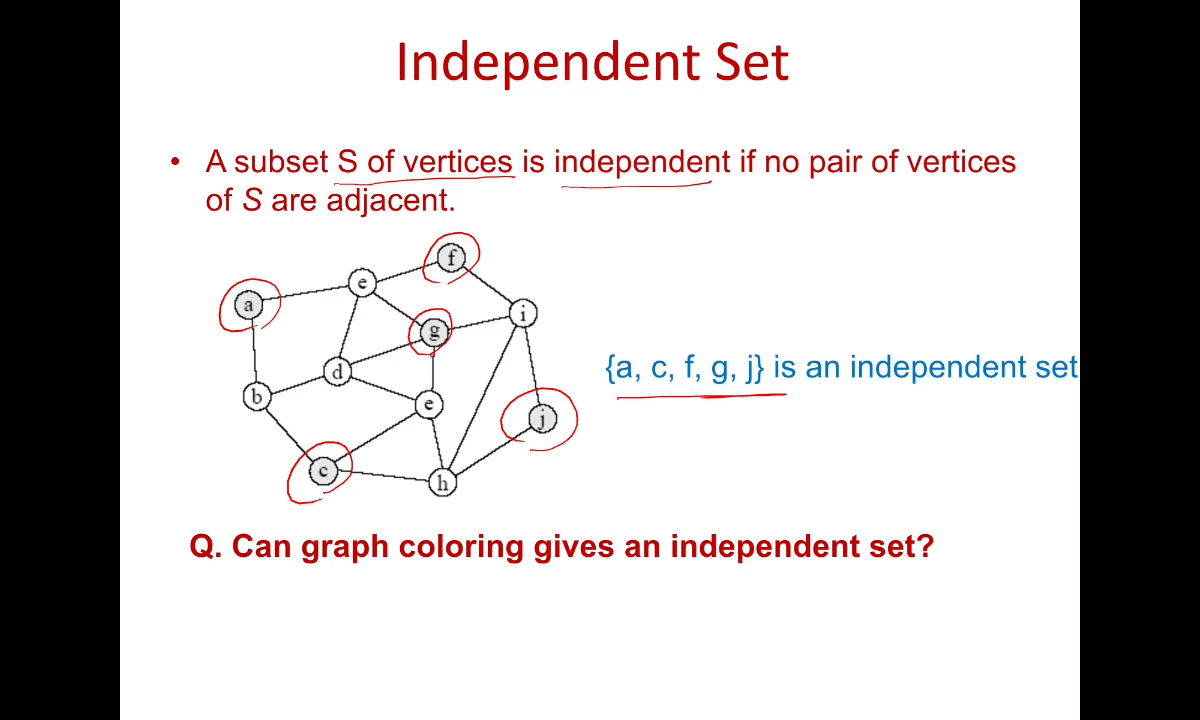 Independent Set
• A subset S of vertices is independent if no pair of vertices
of S are adjacent.
f
e
a
i
g
d
b
e
j
c
h
{a, c, f, g, j} is an independent set
Q. Can graph coloring gives an independent set?